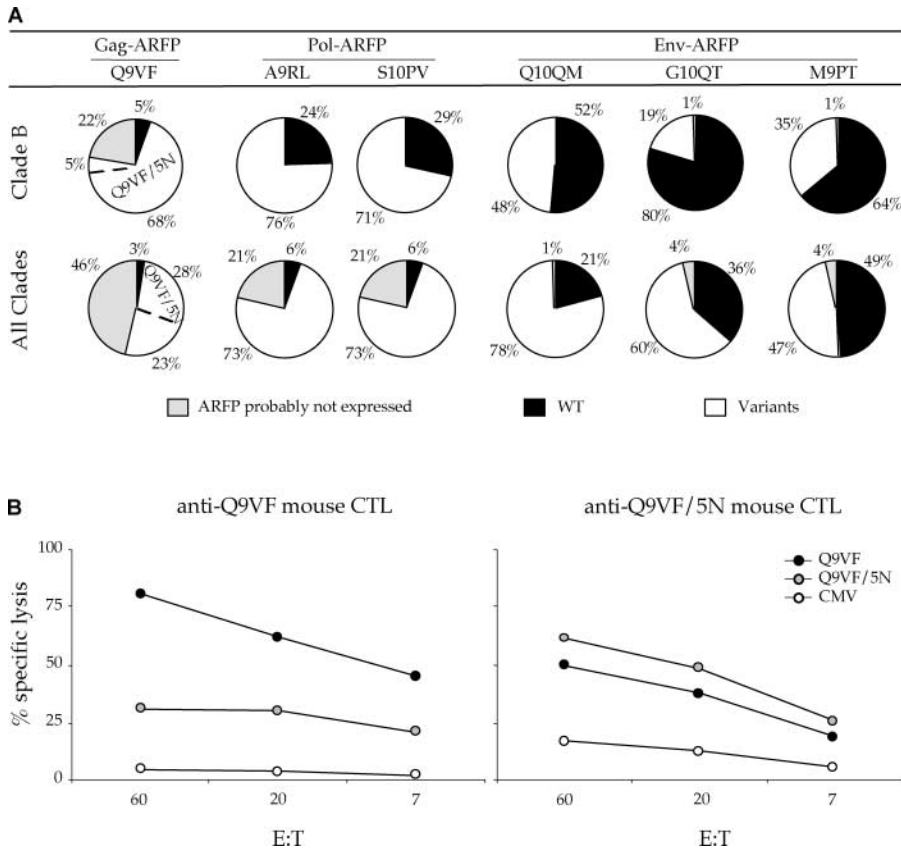 A
Gag-ARFP Pol-ARFP Env-ARFP
Q9VF A9RL S10PV Q10QM G10QT M9PT
Clade B
5%
22%
5%
Q9VF/5N
68%
24%
76%
29%
71%
52%
48%
1%
19%
80%
1%
35%
64%
All Clades
3%
46%
28%
Q9VF/5N
23%
6%
21%
73%
6%
21%
73%
1%
21%
78%
4%
36%
60%
4%
49%
47%
ARFP probably not expressed WT Variants
B
anti-Q9VF mouse CTL anti-Q9VF/5N mouse CTL
% specific lysis
100
75
50
25
0
Q9VF
Q9VF/5N
CMV
60 20 7 60 20 7
E:T E:T